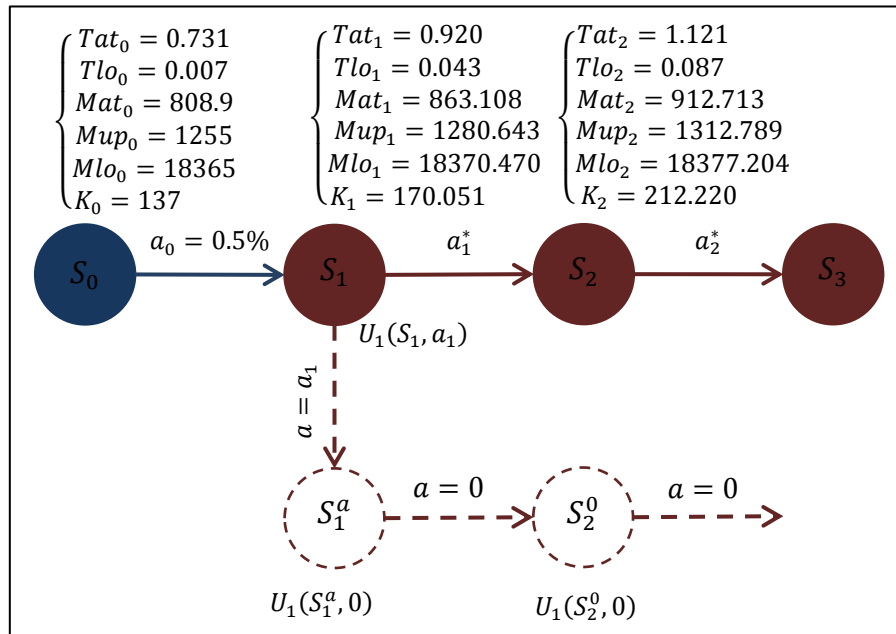 Tat₀ = 0.731
Tlo₀ = 0.007
Mat₀ = 808.9
Mup₀ = 1255
Mlo₀ = 18365
K₀ = 137
Tat₁ = 0.920
Tlo₁ = 0.043
Mat₁ = 863.108
Mup₁ = 1280.643
Mlo₁ = 18370.470
K₁ = 170.051
Tat₂ = 1.121
Tlo₂ = 0.087
Mat₂ = 912.713
Mup₂ = 1312.789
Mlo₂ = 18377.204
K₂ = 212.220
a₀ = 0.5%
a₁*
a₂*
S₀
S₁
S₂
S₃
U₁(S₁, a₁)
a = a₁
S₁ᵃ
a = 0
S₂⁰
a = 0
U₁(S₁ᵃ, 0)
U₁(S₂⁰, 0)